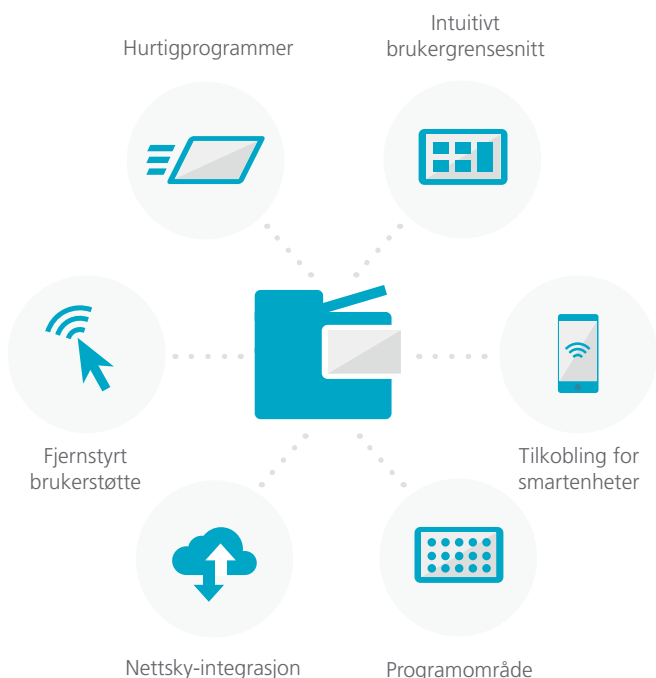 Hurtigprogrammer
Intuitivt
brukergrensesnitt
Fjernstyrt
brukerstøtte
Tilkobling for
smartenheter
Nettsky-integrasjon
Programområde